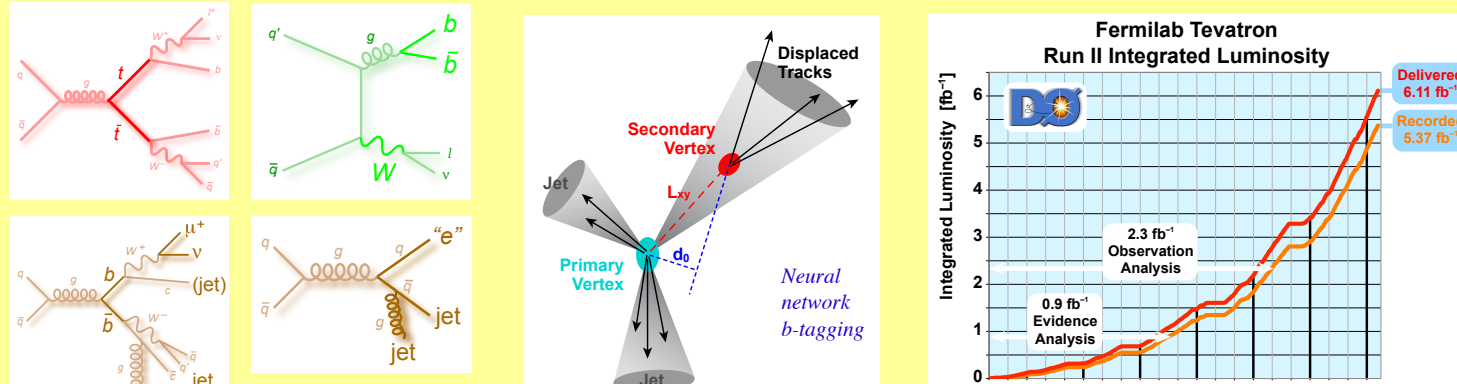 l⁺
W⁺
ν
q
t
b
g
t̄
q̄
b̄
W⁻
q'
q̄
q'
g
b
b̄
q̄
W
l
ν
μ⁺
W⁺
ν
q
b
(jet)
g
c
q̄
b̄
W⁻
g
q̄
q'
c̄
jet
q
q
“e”
g
q̄
q̄
g
jet
jet
Displaced
Tracks
Secondary
Vertex
Jet
Lxy
d₀
Primary
Vertex
Neural
network
b-tagging
Jet
Fermilab Tevatron
Run II Integrated Luminosity
Integrated Luminosity [fb⁻¹]
6
5
4
3
2
1
0
DØ
Delivered
6.11 fb⁻¹
Recorded
5.37 fb⁻¹
2.3 fb⁻¹
Observation
Analysis
0.9 fb⁻¹
Evidence
Analysis